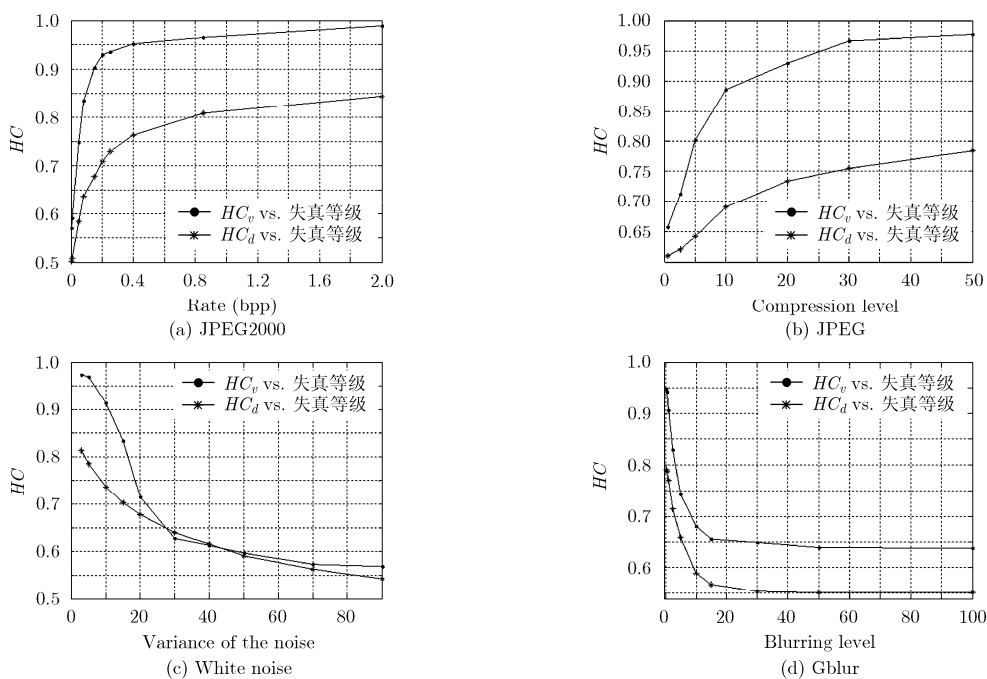 1.0
0.9
0.8
0.7
0.6
0.5
HC
HCv vs. 失真等级
HCd vs. 失真等级
0 0.4 0.8 1.2 1.6 2.0
Rate (bpp)
(a) JPEG2000
1.00
0.95
0.90
0.85
0.80
0.75
0.70
0.65
HC
HCv vs. 失真等级
HCd vs. 失真等级
0 10 20 30 40 50
Compression level
(b) JPEG
1.0
0.9
0.8
0.7
0.6
0.5
HC
HCv vs. 失真等级
HCd vs. 失真等级
0 20 40 60 80
Variance of the noise
(c) White noise
1.0
0.9
0.8
0.7
0.6
HC
HCv vs. 失真等级
HCd vs. 失真等级
0 20 40 60 80 100
Blurring level
(d) Gblur